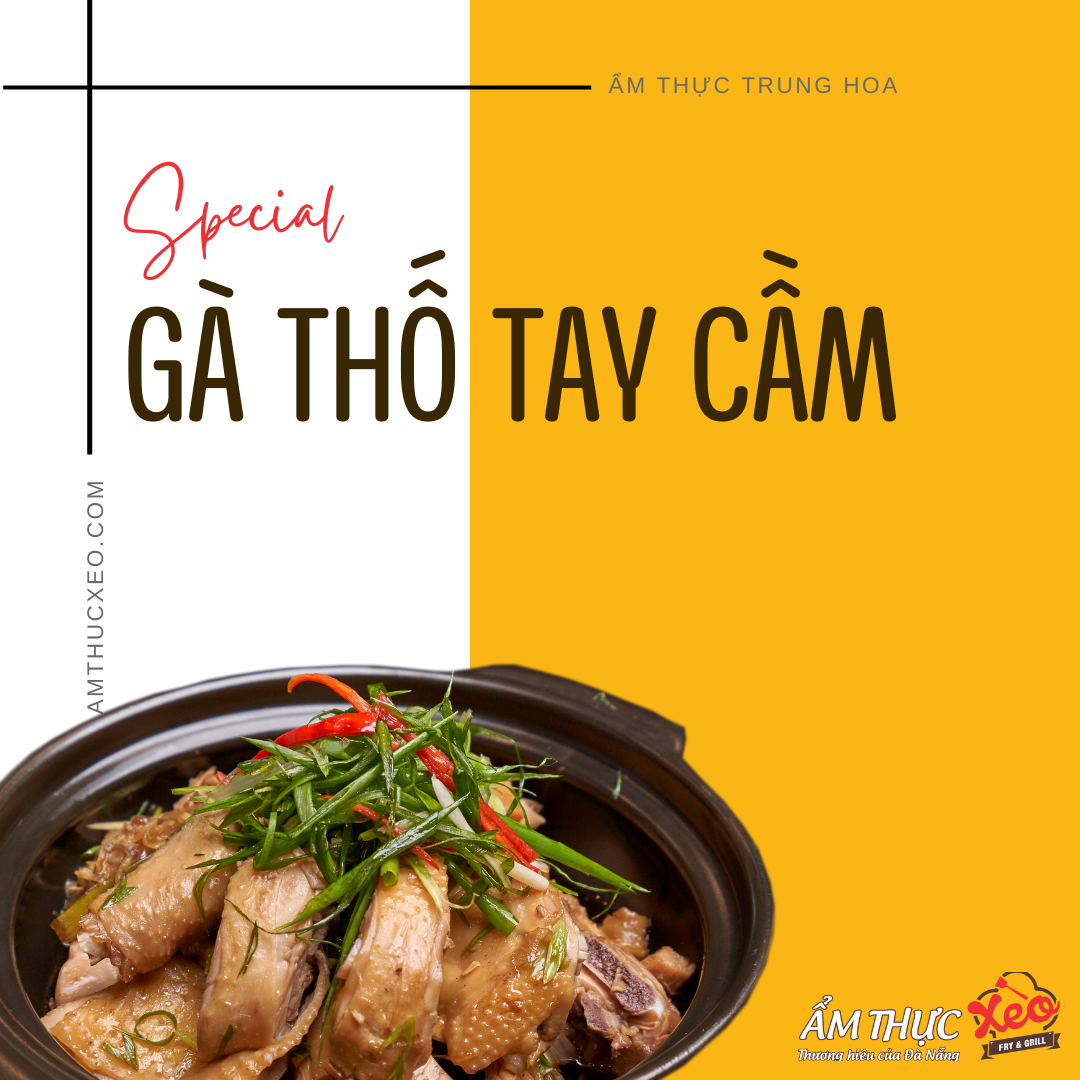 ẨM THỰC TRUNG HOA
Special
GÀ THỐ TAY CẦM
AMTHUCXEO.COM
ẨM THỰC Xeo
Thương hiệu của Đà Nẵng
FRY & GRILL